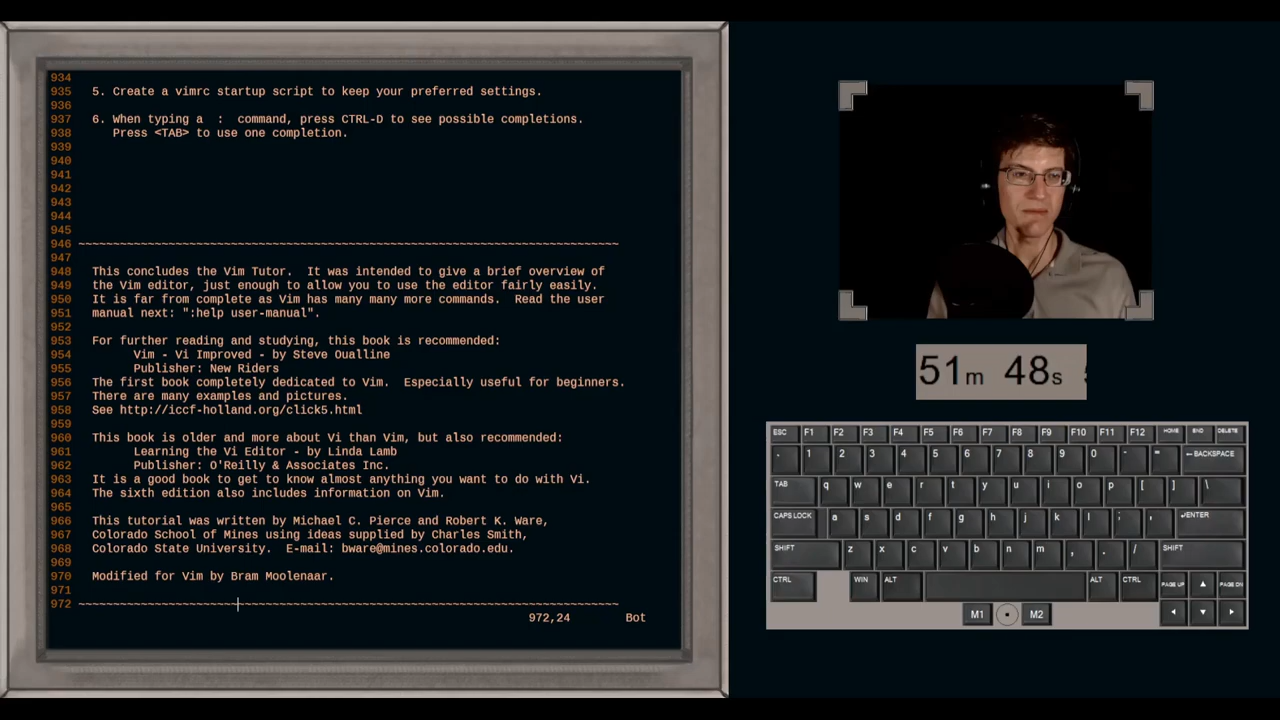 934
935 5. Create a vimrc startup script to keep your preferred settings.
936
937 6. When typing a : command, press CTRL-D to see possible completions.
938 Press <TAB> to use one completion.
939
940
941
942
943
944
945
946 ~~~~~~~~~~~~~~~~~~~~~~~~~~~~~~~~~~~~~~~~~~~~~~~~~~~~~~~~~~~~~~~~~~~~~~~~~~~~~~
947
948 This concludes the Vim Tutor. It was intended to give a brief overview of
949 the Vim editor, just enough to allow you to use the editor fairly easily.
950 It is far from complete as Vim has many many more commands. Read the user
951 manual next: ":help user-manual".
952
953 For further reading and studying, this book is recommended:
954 Vim - Vi Improved - by Steve Oualline
955 Publisher: New Riders
956 The first book completely dedicated to Vim. Especially useful for beginners.
957 There are many examples and pictures.
958 See http://iccf-holland.org/click5.html
959
960 This book is older and more about Vi than Vim, but also recommended:
961 Learning the Vi Editor - by Linda Lamb
962 Publisher: O'Reilly & Associates Inc.
963 It is a good book to get to know almost anything you want to do with Vi.
964 The sixth edition also includes information on Vim.
965
966 This tutorial was written by Michael C. Pierce and Robert K. Ware,
967 Colorado School of Mines using ideas supplied by Charles Smith,
968 Colorado State University. E-mail: bware@mines.colorado.edu.
969
970 Modified for Vim by Bram Moolenaar.
971
972 ~~~~~~~~~~~~~~~~~~~~~~~~~~~~~~~~~~~~~~~~~~~~~~~~~~~~~~~~~~~~~~~~~~~~~~~~~~~~~~
972,24 Bot
51m 48s
ESC F1 F2 F3 F4 F5 F6 F7 F8 F9 F10 F11 F12 HOME END DELETE
1 2 3 4 5 6 7 8 9 0 - = ←BACKSPACE
TAB q w e r t y u i o p [ ] \
CAPS LOCK a s d f g h j k l ; ↵ENTER
SHIFT z x c v b n m , . / SHIFT
CTRL WIN ALT ALT CTRL PAGE UP ▲ PAGE DN
M1 M2 ◄ ▼ ►